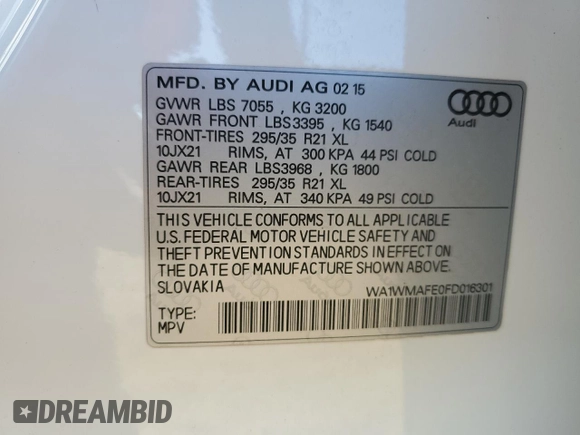 MFD. BY AUDI AG 02 15
GVWR LBS 7055 , KG 3200
GAWR FRONT LBS3395 , KG 1540
FRONT-TIRES 295/35 R21 XL
10JX21 RIMS, AT 300 KPA 44 PSI COLD
GAWR REAR LBS3968 , KG 1800
REAR-TIRES 295/35 R21 XL
10JX21 RIMS, AT 340 KPA 49 PSI COLD
Audi
THIS VEHICLE CONFORMS TO ALL APPLICABLE
U.S. FEDERAL MOTOR VEHICLE SAFETY AND
THEFT PREVENTION STANDARDS IN EFFECT ON
THE DATE OF MANUFACTURE SHOWN ABOVE.
SLOVAKIA
WA1WMAFE0FD016301
TYPE:
MPV
DREAMBID